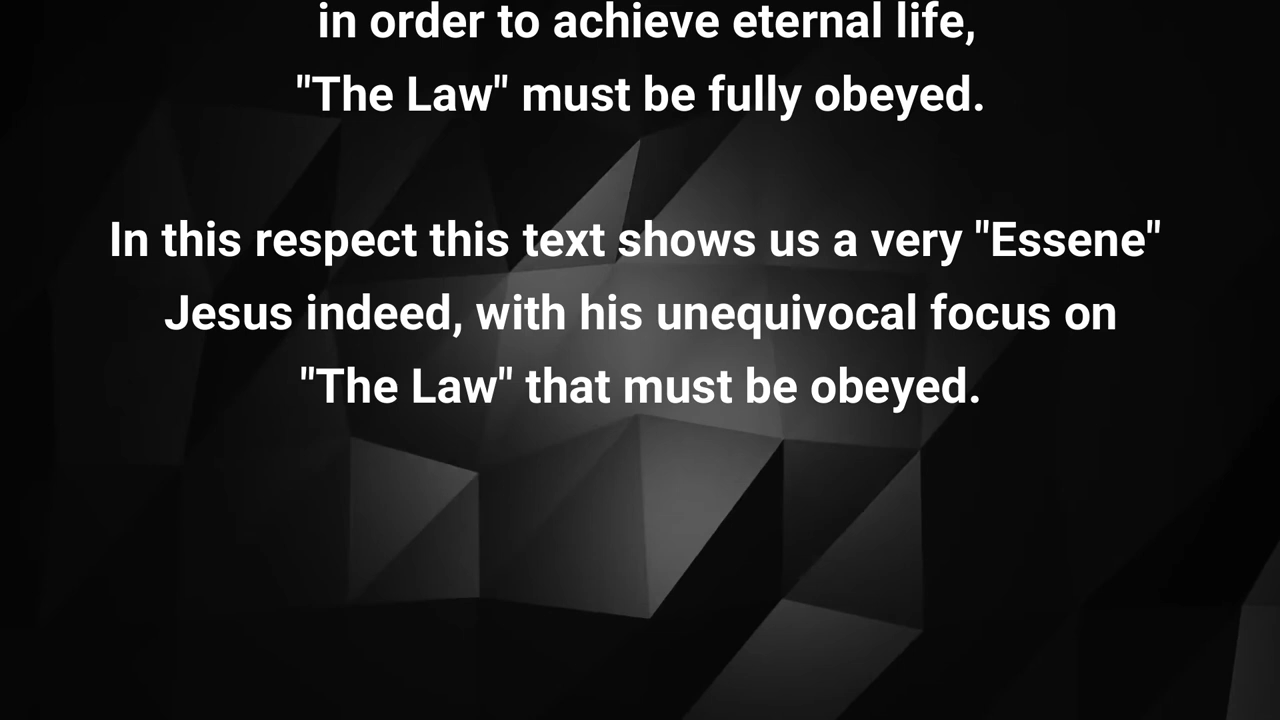 in order to achieve eternal life,
"The Law" must be fully obeyed.
In this respect this text shows us a very "Essene"
Jesus indeed, with his unequivocal focus on
"The Law" that must be obeyed.